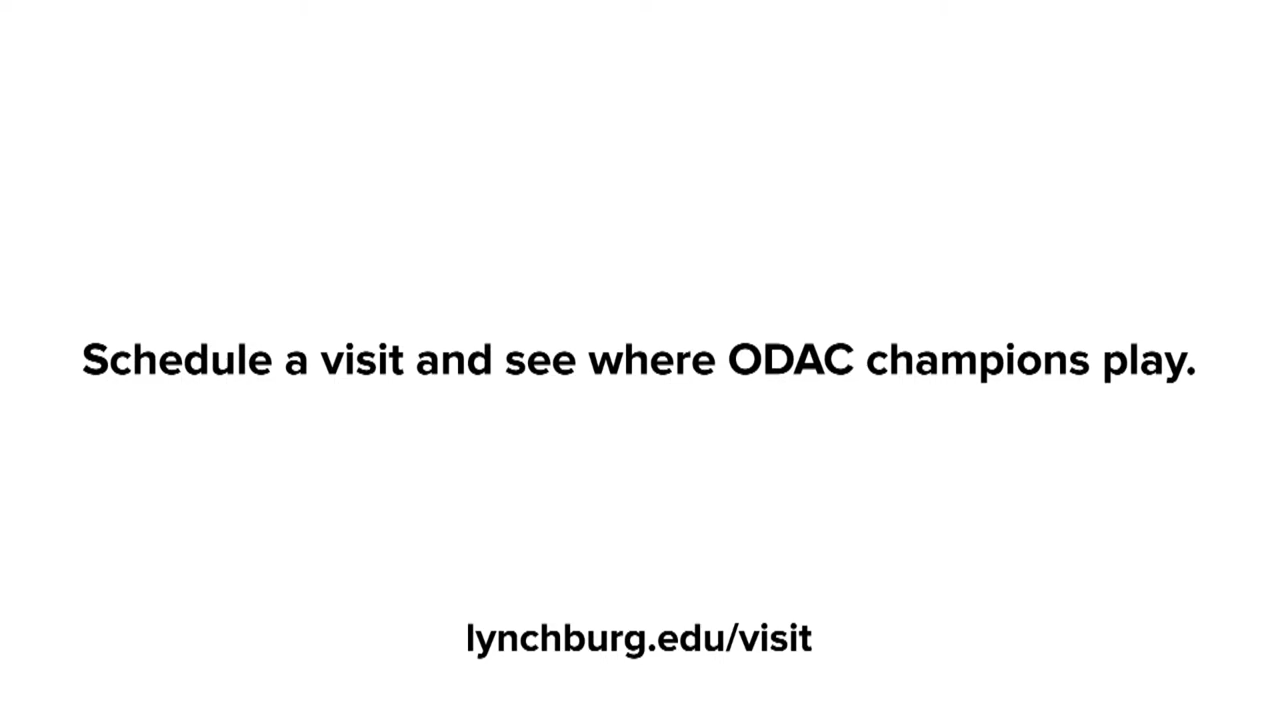 Schedule a visit and see where ODAC champions play.
lynchburg.edu/visit